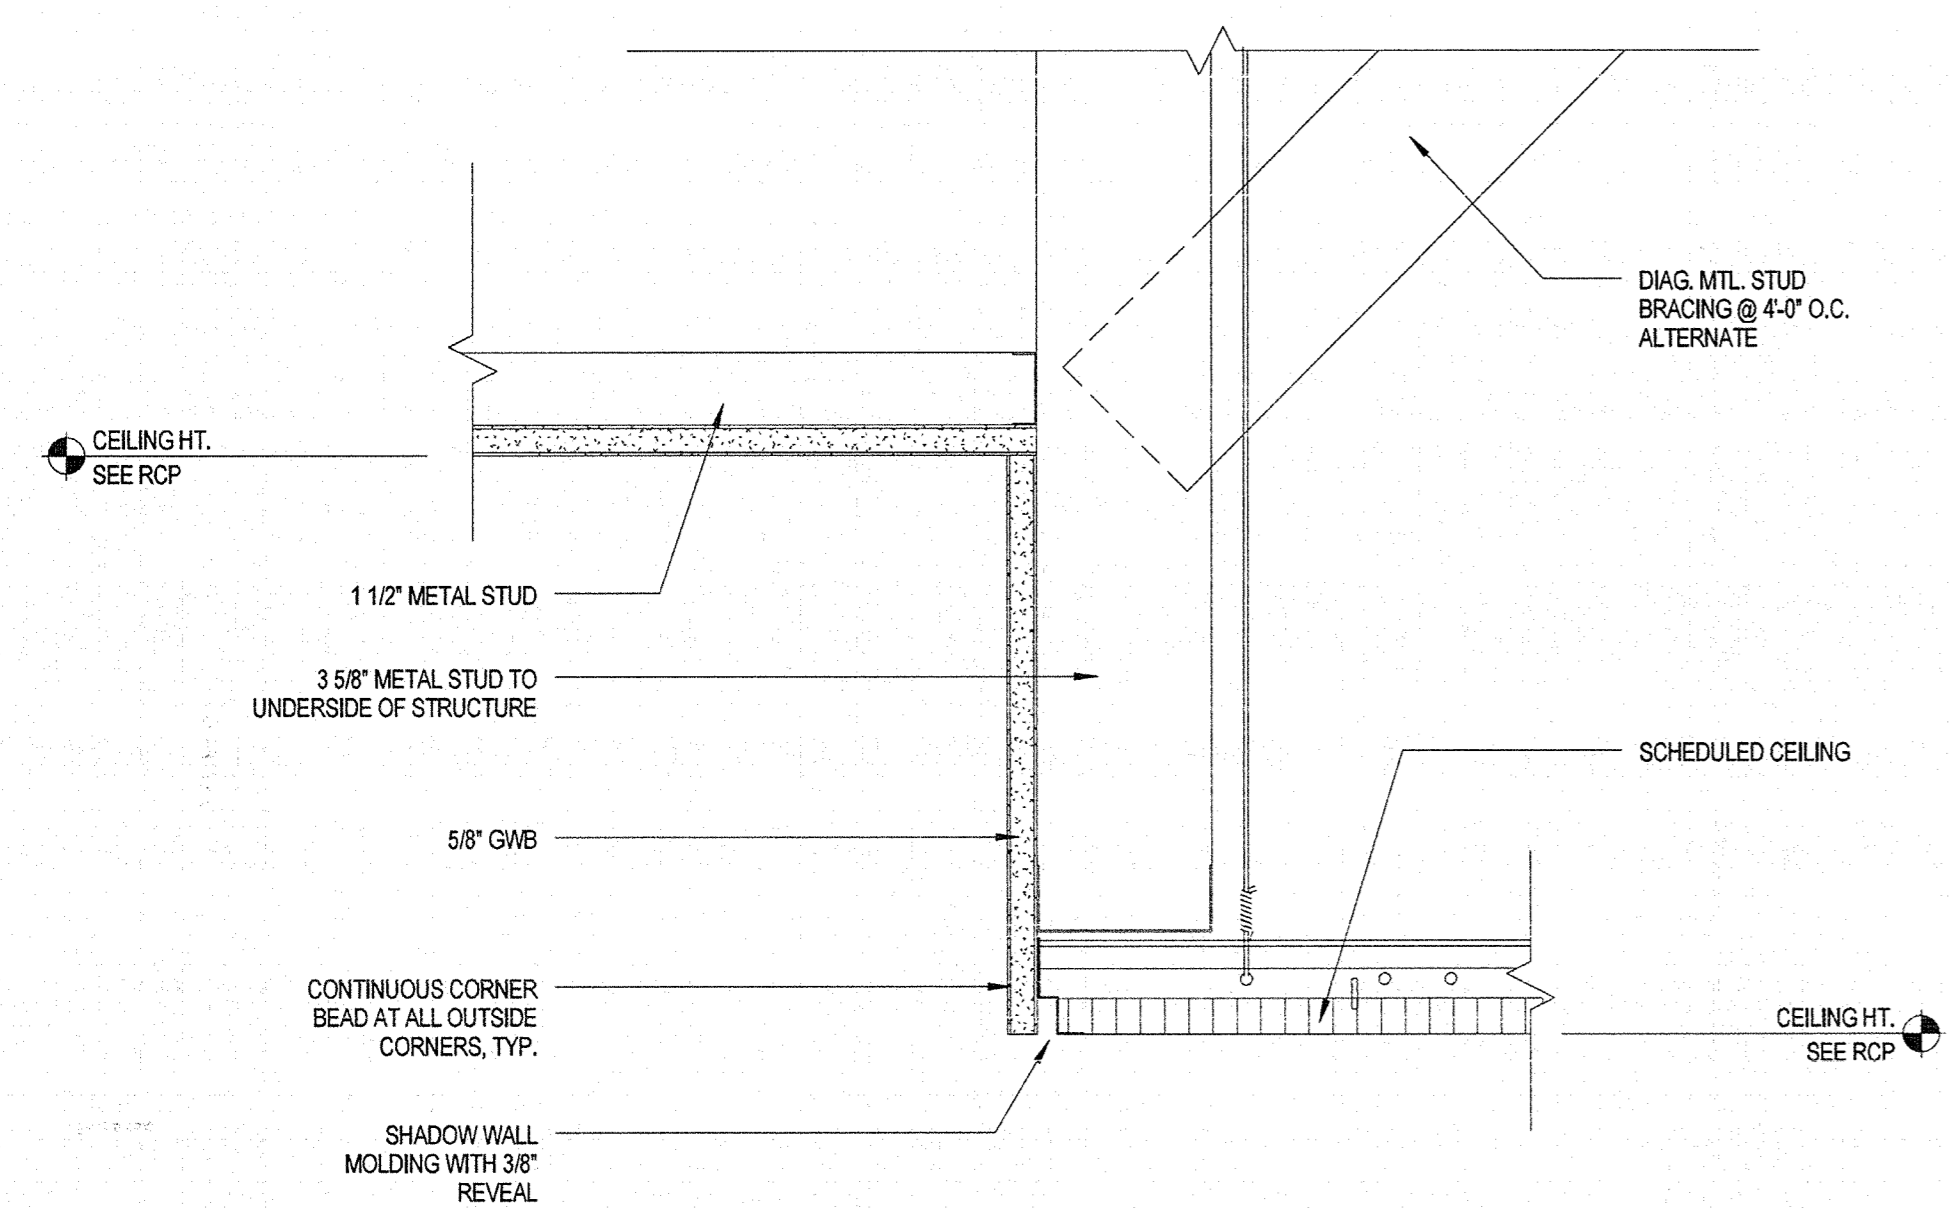 DIAG. MTL. STUD
BRACING @ 4'-0" O.C.
ALTERNATE
CEILING HT.
SEE RCP
1 1/2" METAL STUD
3 5/8" METAL STUD TO
UNDERSIDE OF STRUCTURE
SCHEDULED CEILING
5/8" GWB
CONTINUOUS CORNER
BEAD AT ALL OUTSIDE
CORNERS, TYP.
CEILING HT.
SEE RCP
SHADOW WALL
MOLDING WITH 3/8"
REVEAL